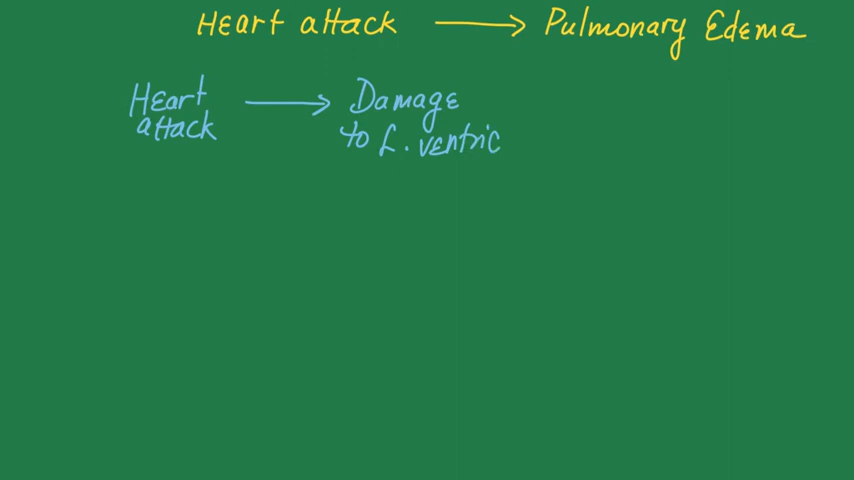 Heart attack → Pulmonary Edema
Heart → Damage
attack to L. ventric